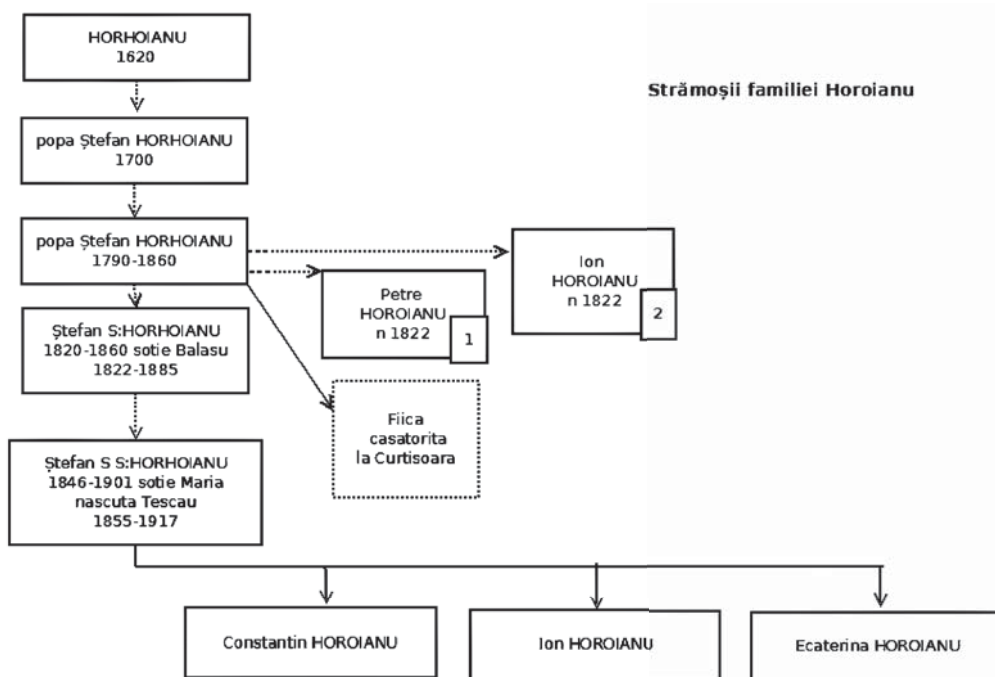 HORHOIANU
1620
Strămoșii familiei Horoianu
popa Ștefan HORHOIANU
1700
popa Ștefan HORHOIANU
1790-1860
Ion
HOROIANU
n 1822
2
Petre
HOROIANU
n 1822
1
Ștefan S:HORHOIANU
1820-1860 sotie Balasu
1822-1885
Fiica
casatorita
la Curtisoara
Ștefan S S:HORHOIANU
1846-1901 sotie Maria
nascuta Tescau
1855-1917
Constantin HOROIANU
Ion HOROIANU
Ecaterina HOROIANU